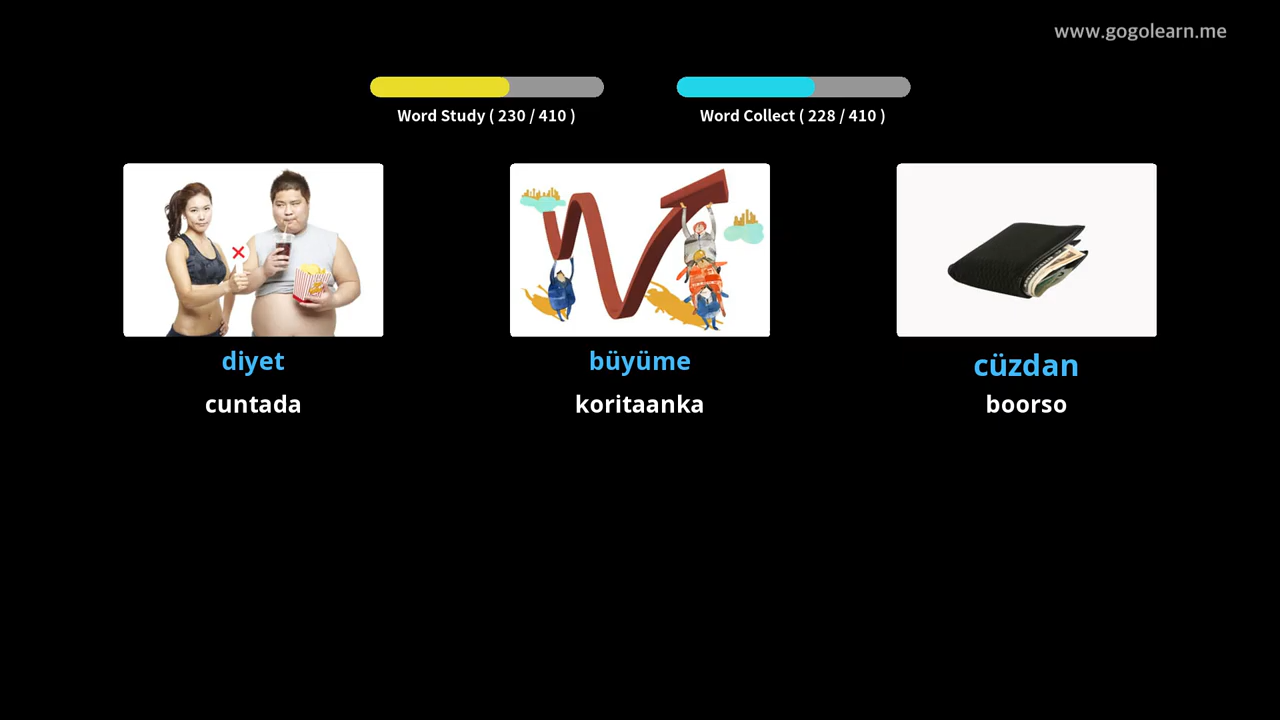 www.gogolearn.me
Word Study ( 230 / 410 )
Word Collect ( 228 / 410 )
diyet
cuntada
büyüme
koritaanka
cüzdan
boorso